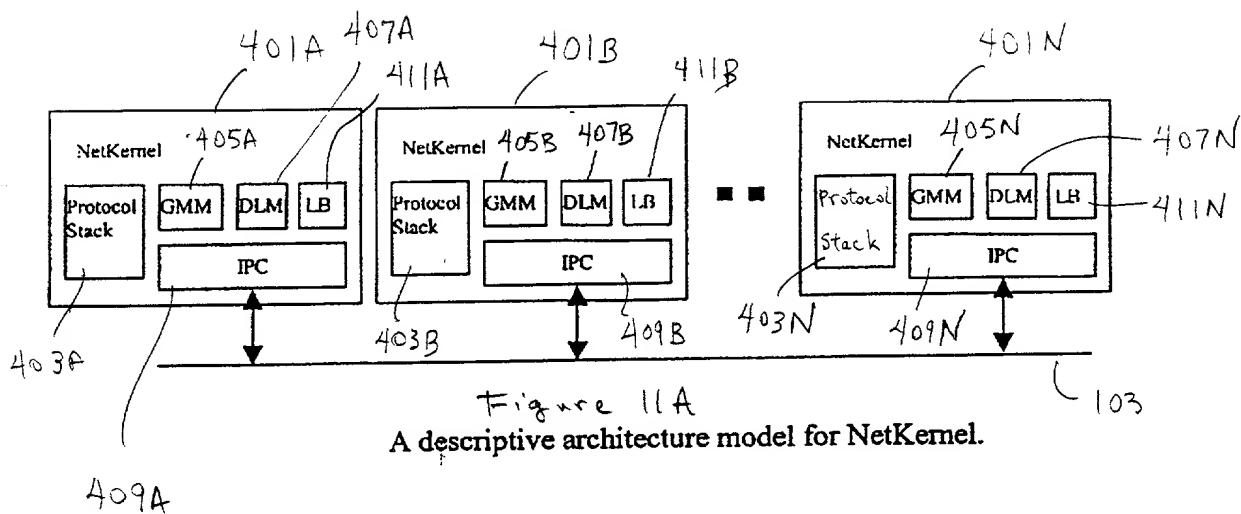 401A
407A
411A
401B
411B
401N
NetKernel
405A
NetKernel
405B
407B
NetKernel
405N
407N
Protocol
Stack
GMM
DLM
LB
Protocol
Stack
GMM
DLM
LB
Protocol
Stack
GMM
DLM
LB
411N
IPC
IPC
IPC
403A
403B
409B
403N
409N
103
Figure 11A
A descriptive architecture model for NetKernel.
409A